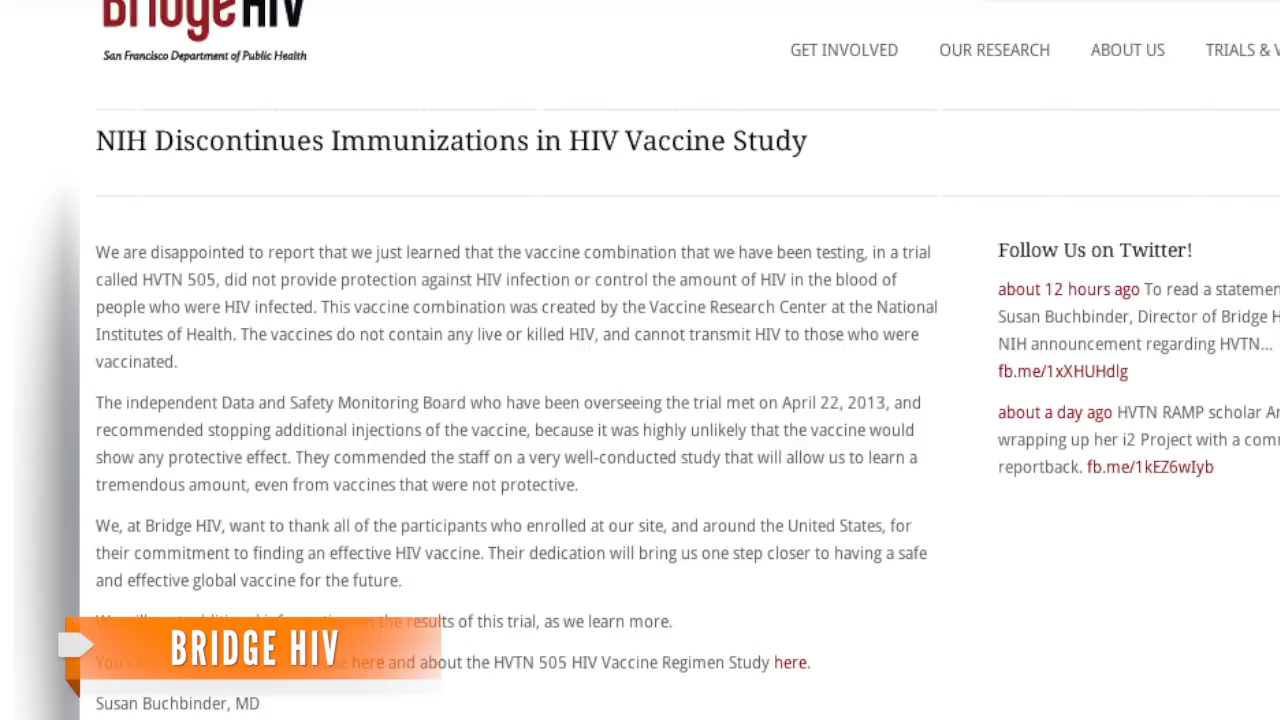 Bridge HIV
San Francisco Department of Public Health
GET INVOLVED OUR RESEARCH ABOUT US TRIALS &
NIH Discontinues Immunizations in HIV Vaccine Study
We are disappointed to report that we just learned that the vaccine combination that we have been testing, in a trial
called HVTN 505, did not provide protection against HIV infection or control the amount of HIV in the blood of
people who were HIV infected. This vaccine combination was created by the Vaccine Research Center at the National
Institutes of Health. The vaccines do not contain any live or killed HIV, and cannot transmit HIV to those who were
vaccinated.
The independent Data and Safety Monitoring Board who have been overseeing the trial met on April 22, 2013, and
recommended stopping additional injections of the vaccine, because it was highly unlikely that the vaccine would
show any protective effect. They commended the staff on a very well-conducted study that will allow us to learn a
tremendous amount, even from vaccines that were not protective.
We, at Bridge HIV, want to thank all of the participants who enrolled at our site, and around the United States, for
their commitment to finding an effective HIV vaccine. Their dedication will bring us one step closer to having a safe
and effective global vaccine for the future.
results of this trial, as we learn more.
here and about the HVTN 505 HIV Vaccine Regimen Study here.
Susan Buchbinder, MD
Follow Us on Twitter!
about 12 hours ago To read a statemen
Susan Buchbinder, Director of Bridge H
NIH announcement regarding HVTN...
fb.me/1xXHUHdlg
about a day ago HVTN RAMP scholar
wrapping up her i2 Project with a
reportback. fb.me/1kEZ6wIyb
BRIDGE HIV